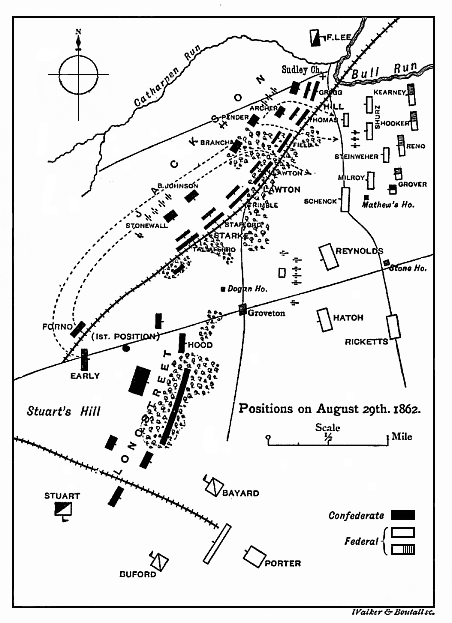 N
F. LEE
Sudley Ch.
Bull Run
Catharpen Run
GREGG
KEARNEY
ARCHER
HILL
PENDER
THOMAS
SCHURZ
HOOKER
JACKSON
BRANCH
FIELD
RENO
STEINWEHER
LAWTON
MILROY
B. JOHNSON
LAWTON
GROVER
TRIMBLE
SCHENCK
Mathew's Ho.
STONEWALL
STAFFORD
STARKE
TALIAFERRO
REYNOLDS
Stone Ho.
Dogan Ho.
Groveton
FORNO
(1ST. POSITION)
HATCH
HOOD
RICKETTS
EARLY
Stuart's Hill
LONGSTREET
Positions on August 29th. 1862.
Scale
½ Mile
STUART
BAYARD
Confederate
Federal
BUFORD
PORTER
Walker & Boutall sc.